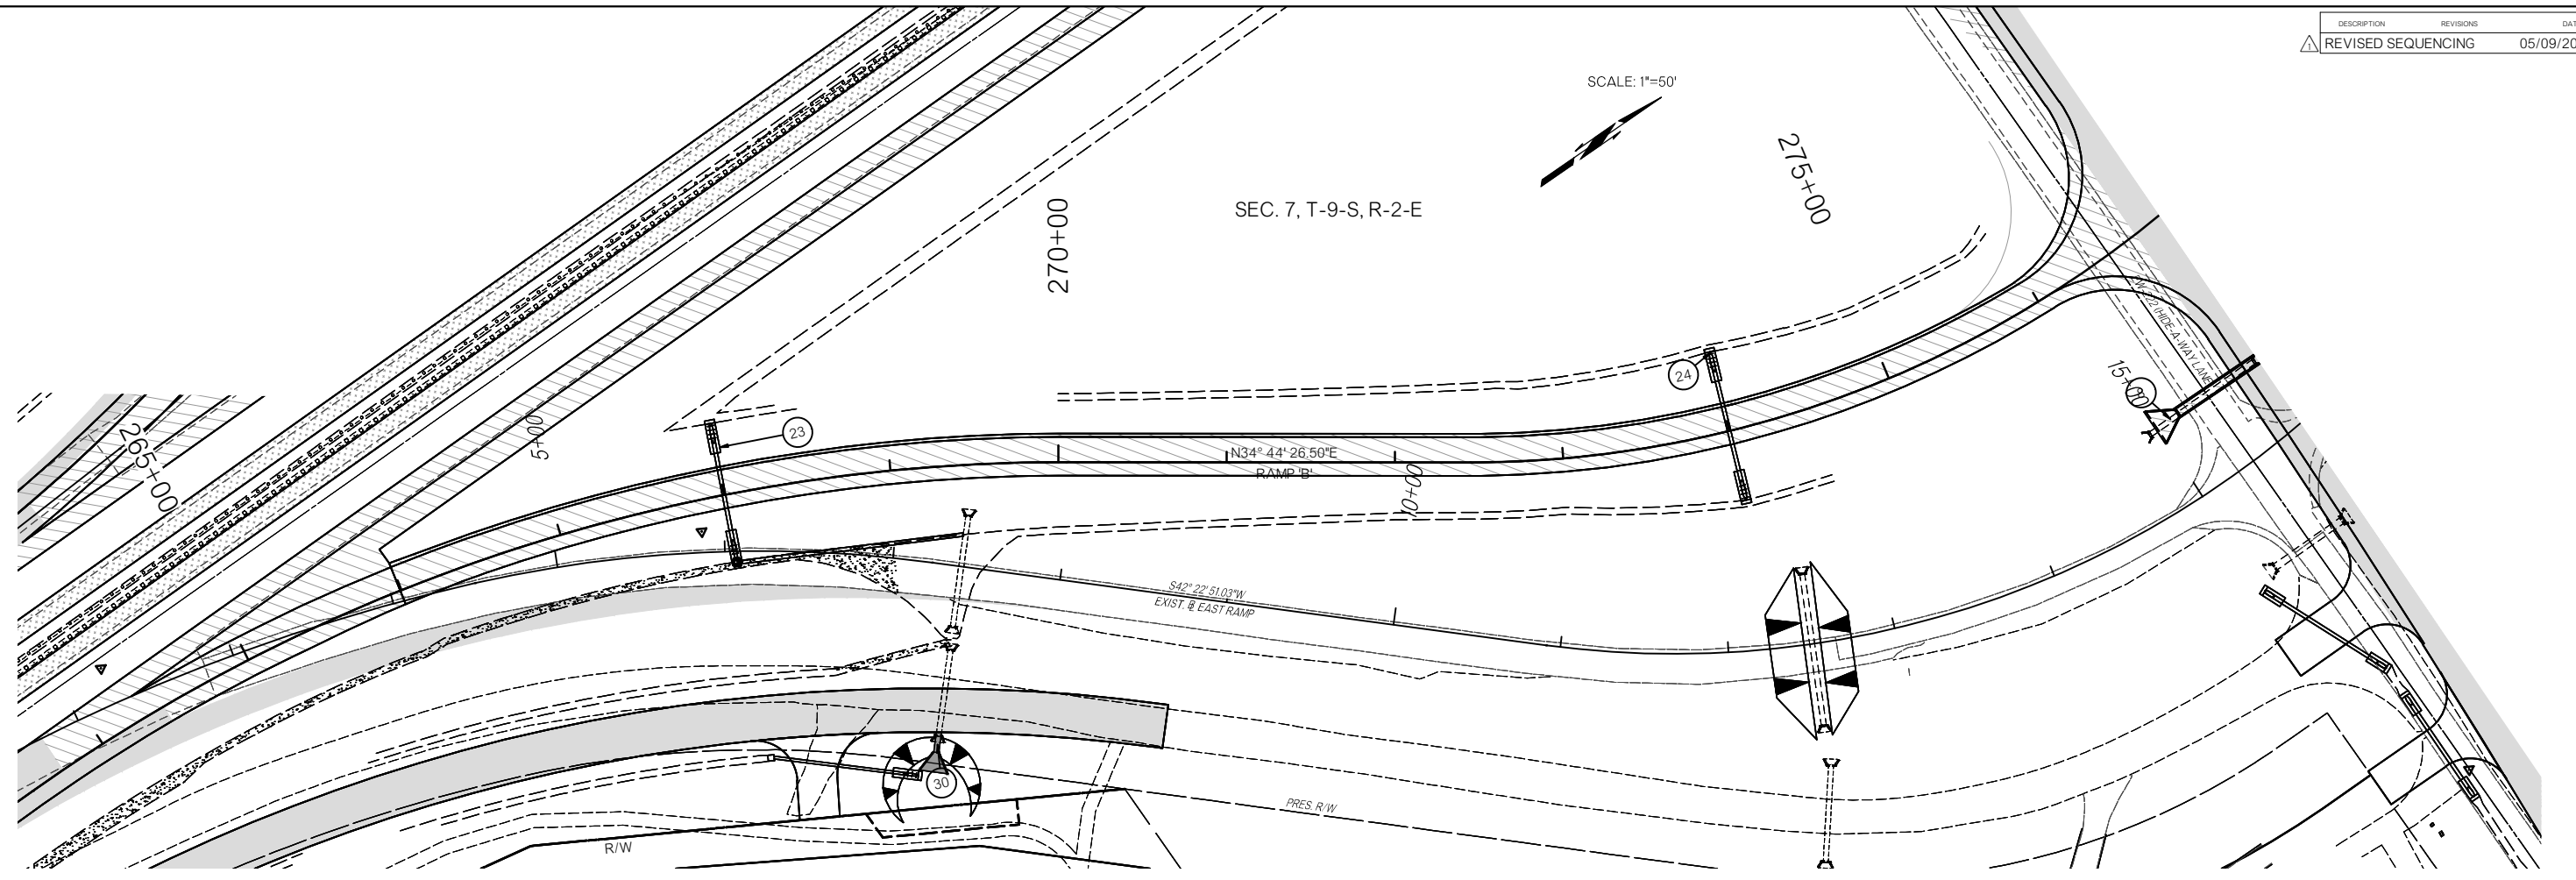 DESCRIPTION REVISIONS
REVISED SEQUENCING 05/09/20
1
SCALE: 1"=50'
SEC. 7, T-9-S, R-2-E
270+00
275+00
265+00
5+00
23
24
N34° 44' 26.50"E
RAMP 'B'
10+00
15+00
(HIDE-A-WAY LANE)
S42° 22' 51.03"W
EXIST. ⅊ EAST RAMP
30
PRES. R/W
R/W